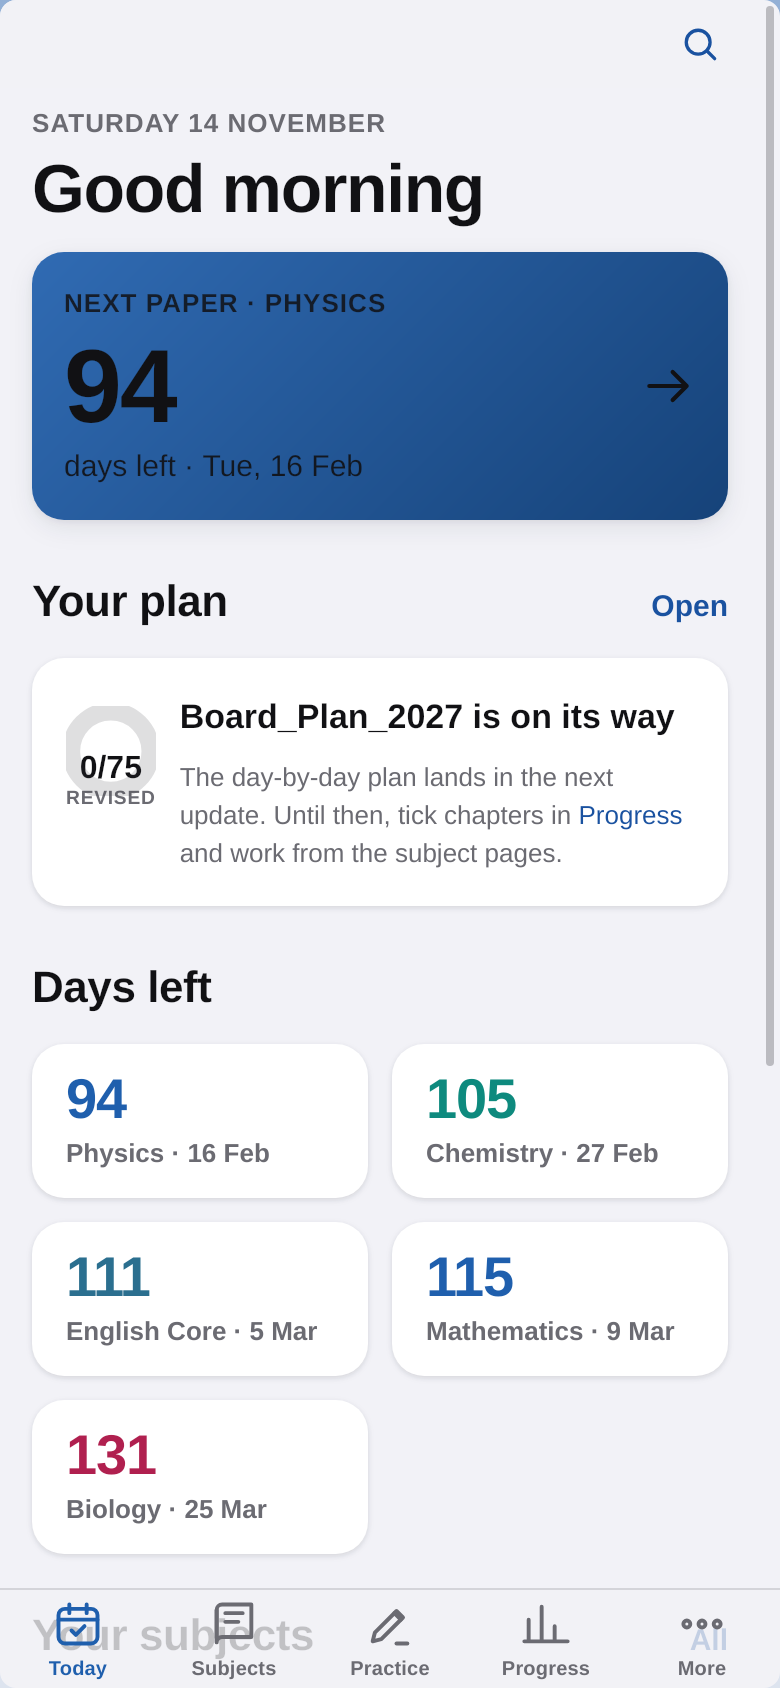 SATURDAY 14 NOVEMBER
Good morning
NEXT PAPER · PHYSICS
94
days left · Tue, 16 Feb
Your plan
Open
0/75
REVISED
Board_Plan_2027 is on its way
The day-by-day plan lands in the next
update. Until then, tick chapters in Progress
and work from the subject pages.
Days left
94
Physics · 16 Feb
105
Chemistry · 27 Feb
111
English Core · 5 Mar
115
Mathematics · 9 Mar
131
Biology · 25 Mar
Your subjects
All
Today
Subjects
Practice
Progress
More